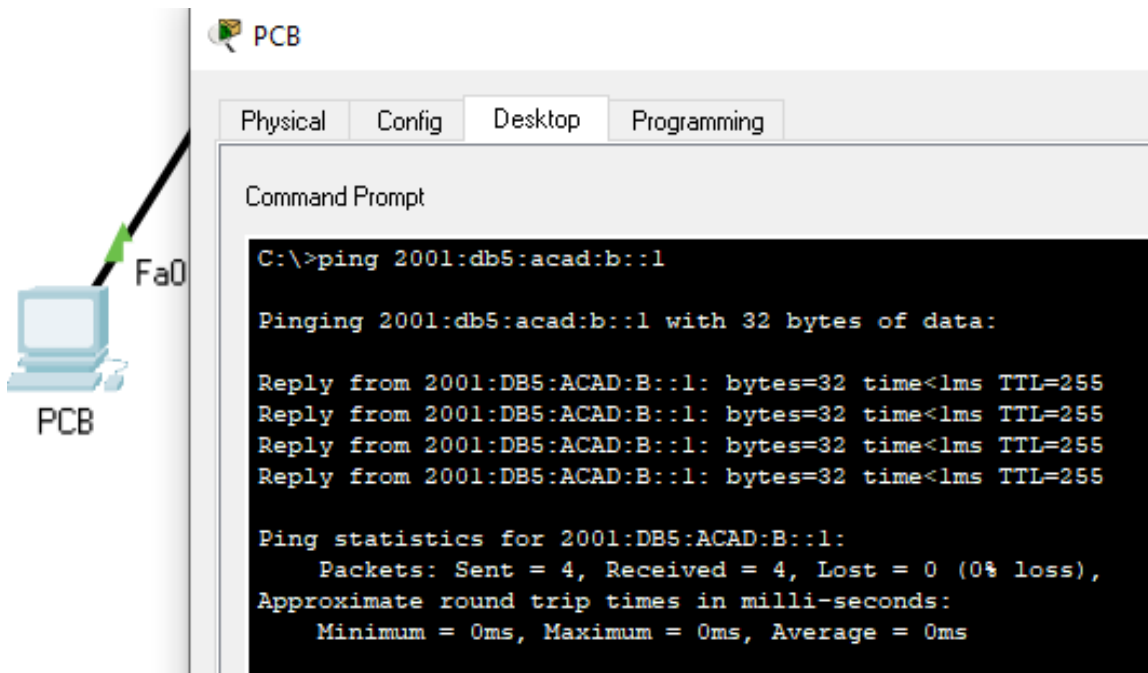 PCB
Physical Config Desktop Programming
Command Prompt
C:\>ping 2001:db5:acad:b::1
Pinging 2001:db5:acad:b::1 with 32 bytes of data:
Reply from 2001:DB5:ACAD:B::1: bytes=32 time<1ms TTL=255
Reply from 2001:DB5:ACAD:B::1: bytes=32 time<1ms TTL=255
Reply from 2001:DB5:ACAD:B::1: bytes=32 time<1ms TTL=255
Reply from 2001:DB5:ACAD:B::1: bytes=32 time<1ms TTL=255
Ping statistics for 2001:DB5:ACAD:B::1:
Packets: Sent = 4, Received = 4, Lost = 0 (0% loss),
Approximate round trip times in milli-seconds:
Minimum = 0ms, Maximum = 0ms, Average = 0ms
Fa0
PCB